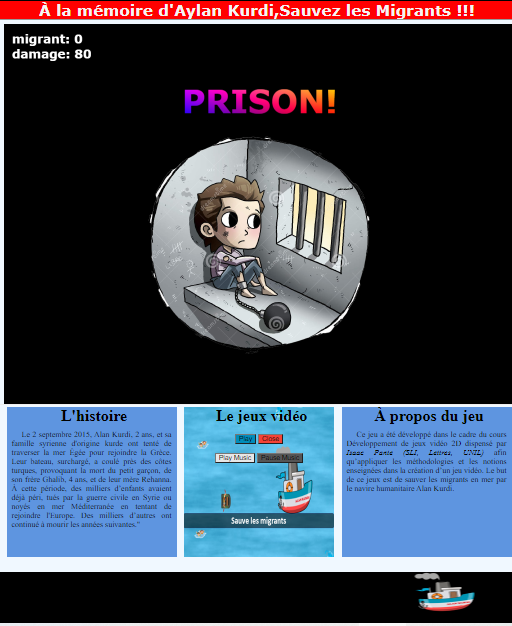 À la mémoire d'Aylan Kurdi,Sauvez les Migrants !!!
migrant: 0
damage: 80
PRISON!
L'histoire
Le 2 septembre 2015, Alan Kurdi, 2 ans, et sa
famille syrienne d'origine kurde ont tenté de
traverser la mer Egée pour rejoindre la Grèce.
Leur bateau, surchargé, a coulé près des côtes
turques, provoquant la mort du petit garçon, de
son frère Ghalib, 4 ans, et de leur mère Rehanna.
A cette période, des milliers d’enfants avaient
déjà péri, tués par la guerre civile en Syrie ou
noyés en mer Méditerranée en tentant de
rejoindre l'Europe. Des milliers d’autres ont
continué à mourir les années suivantes."
Le jeux vidéo
Play Close
Play Music Pause Music
Sauve les migrants
À propos du jeu
Ce jeu a été développé dans le cadre du cours
Développement de jeux vidéo 2D dispensé par
Isaac Pante (SLI, Lettres, UNIL) afin
qu’appliquer les méthodologies et les notions
enseignées dans la création d’un jeu vidéo. Le but
de ce jeux est de sauver les migrants en mer par
le navire humanitaire Alan Kurdi.